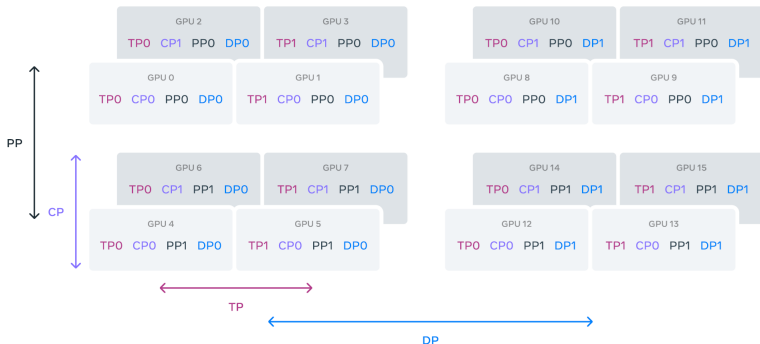 GPU 2 GPU 3 GPU 10 GPU 11
TP0 CP1 PP0 DP0 TP1 CP1 PP0 DP0 TP0 CP1 PP0 DP1 TP1 CP1 PP0 DP1
GPU 0 GPU 1 GPU 8 GPU 9
TP0 CP0 PP0 DP0 TP1 CP0 PP0 DP0 TP0 CP0 PP0 DP1 TP1 CP0 PP0 DP1
PP
GPU 6 GPU 7 GPU 14 GPU 15
TP0 CP1 PP1 DP0 TP1 CP1 PP1 DP0 TP0 CP1 PP1 DP1 TP1 CP1 PP1 DP1
CP
GPU 4 GPU 5 GPU 12 GPU 13
TP0 CP0 PP1 DP0 TP1 CP0 PP1 DP0 TP0 CP0 PP1 DP1 TP1 CP0 PP1 DP1
TP
DP